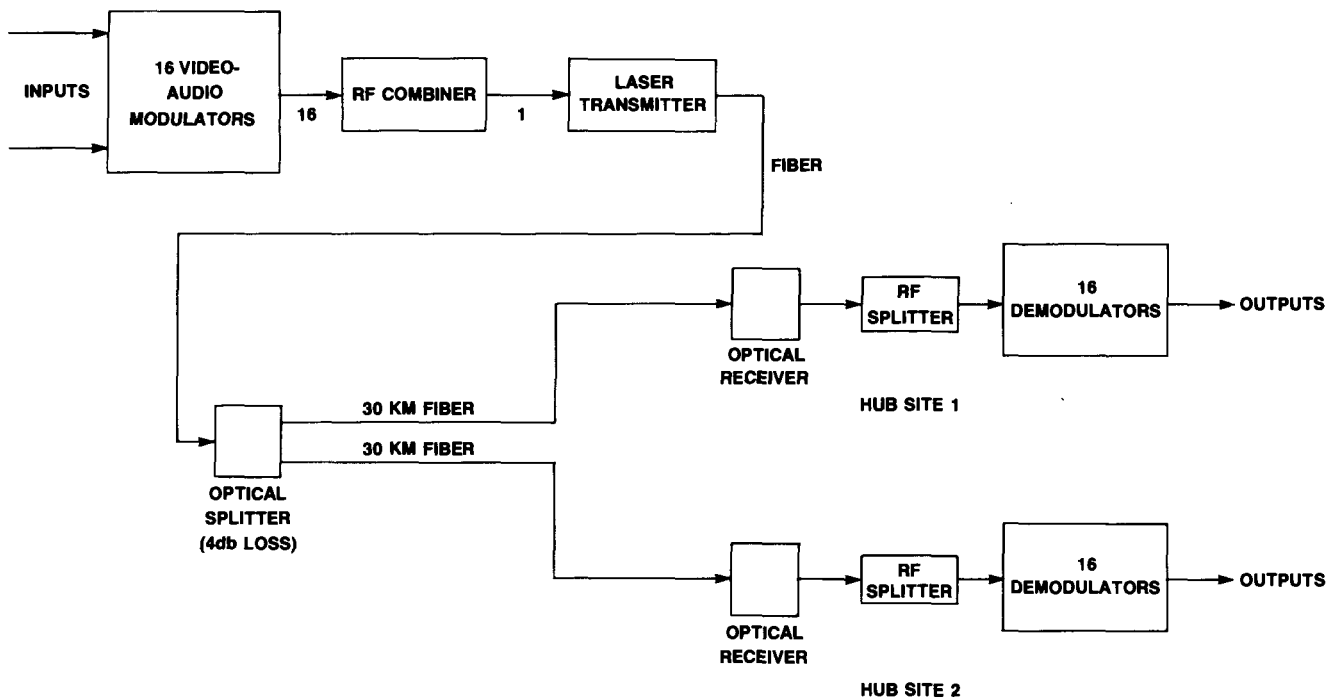 INPUTS
16 VIDEO-
AUDIO
MODULATORS
16
RF COMBINER
1
LASER
TRANSMITTER
FIBER
OPTICAL
SPLITTER
(4db LOSS)
30 KM FIBER
30 KM FIBER
OPTICAL
RECEIVER
RF
SPLITTER
16
DEMODULATORS
OUTPUTS
HUB SITE 1
OPTICAL
RECEIVER
RF
SPLITTER
16
DEMODULATORS
OUTPUTS
HUB SITE 2